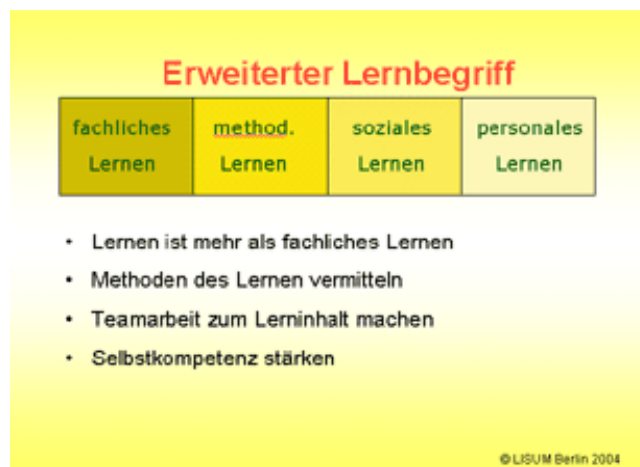 Erweiterter Lernbegriff
fachliches method. soziales personales
Lernen Lernen Lernen Lernen
• Lernen ist mehr als fachliches Lernen
• Methoden des Lernen vermitteln
• Teamarbeit zum Lerninhalt machen
• Selbstkompetenz stärken
© LISUM Berlin 2004